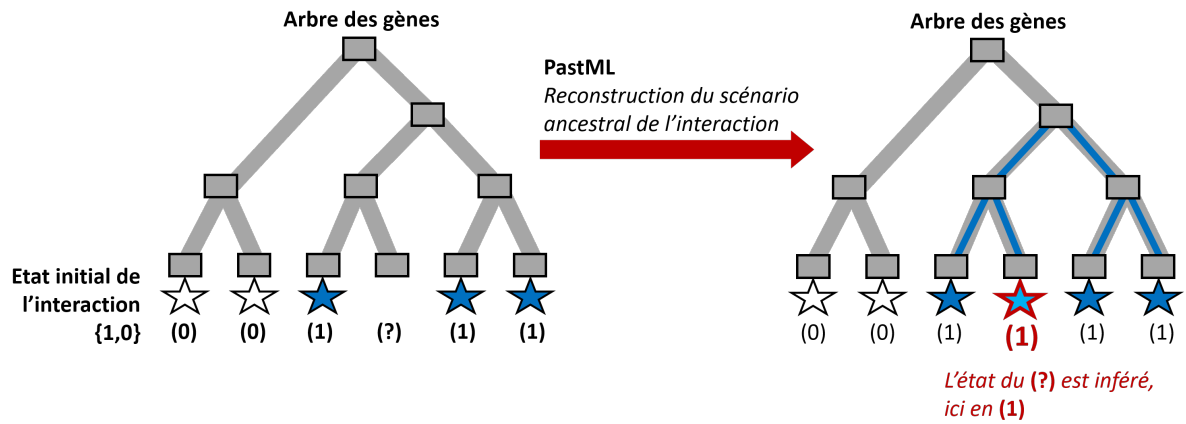 Arbre des gènes
PastML
Reconstruction du scénario
ancestral de l'interaction
Arbre des gènes
Etat initial de
l'interaction
{1,0}
(0) (0) (1) (?) (1) (1)
(0) (0) (1) (1) (1) (1)
L'état du (?) est inféré,
ici en (1)